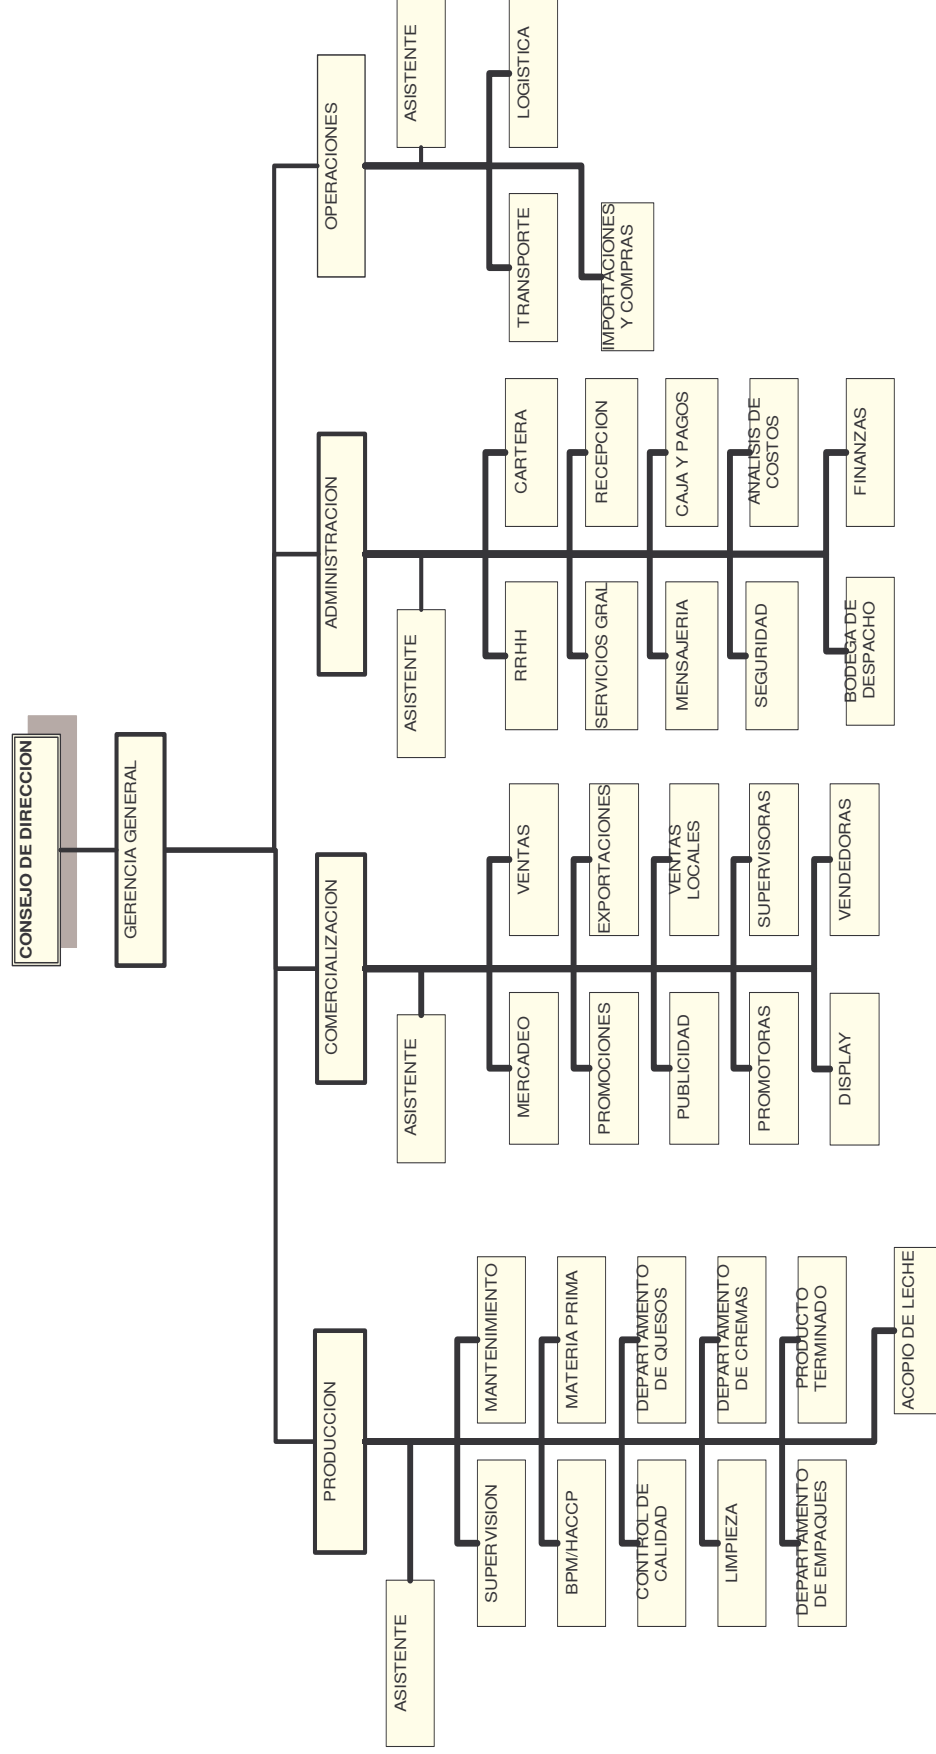 CONSEJO DE DIRECCION
GERENCIA GENERAL
PRODUCCION
COMERCIALIZACION
ADMINISTRACION
OPERACIONES
ASISTENTE
SUPERVISION
MANTENIMIENTO
BPM/HACCP
MATERIA PRIMA
CONTROL DE
CALIDAD
DEPARTAMENTO
DE QUESOS
LIMPIEZA
DEPARTAMENTO
DE CREMAS
DEPARTAMENTO
DE EMPAQUES
PRODUCTO
TERMINADO
ACOPIO DE LECHE
ASISTENTE
MERCADEO
VENTAS
PROMOCIONES
EXPORTACIONES
PUBLICIDAD
VENTAS
LOCALES
PROMOTORAS
SUPERVISORAS
DISPLAY
VENDEDORAS
ASISTENTE
RRHH
CARTERA
SERVICIOS GRAL
RECEPCION
MENSAJERIA
CAJA Y PAGOS
SEGURIDAD
ANALISIS DE
COSTOS
BODEGA DE
DESPACHO
FINANZAS
ASISTENTE
TRANSPORTE
LOGISTICA
IMPORTACIONES
Y COMPRAS